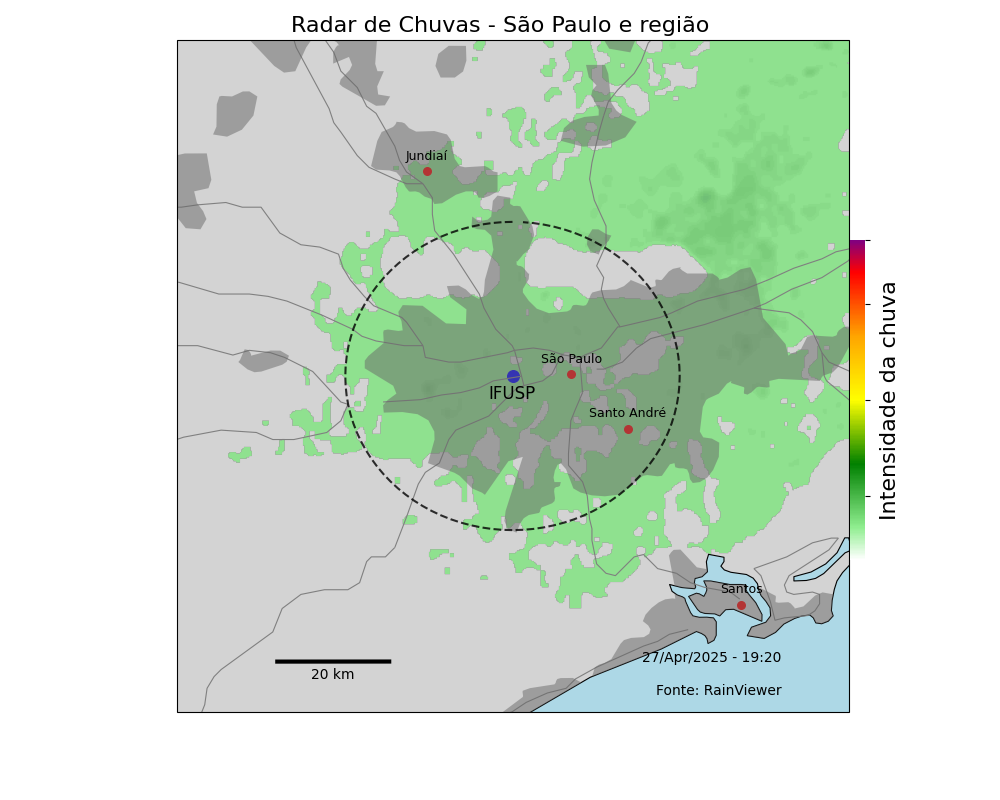 Radar de Chuvas - São Paulo e região
Jundiaí
São Paulo
IFUSP
Santo André
Intensidade da chuva
Santos
27/Apr/2025 - 19:20
20 km
Fonte: RainViewer